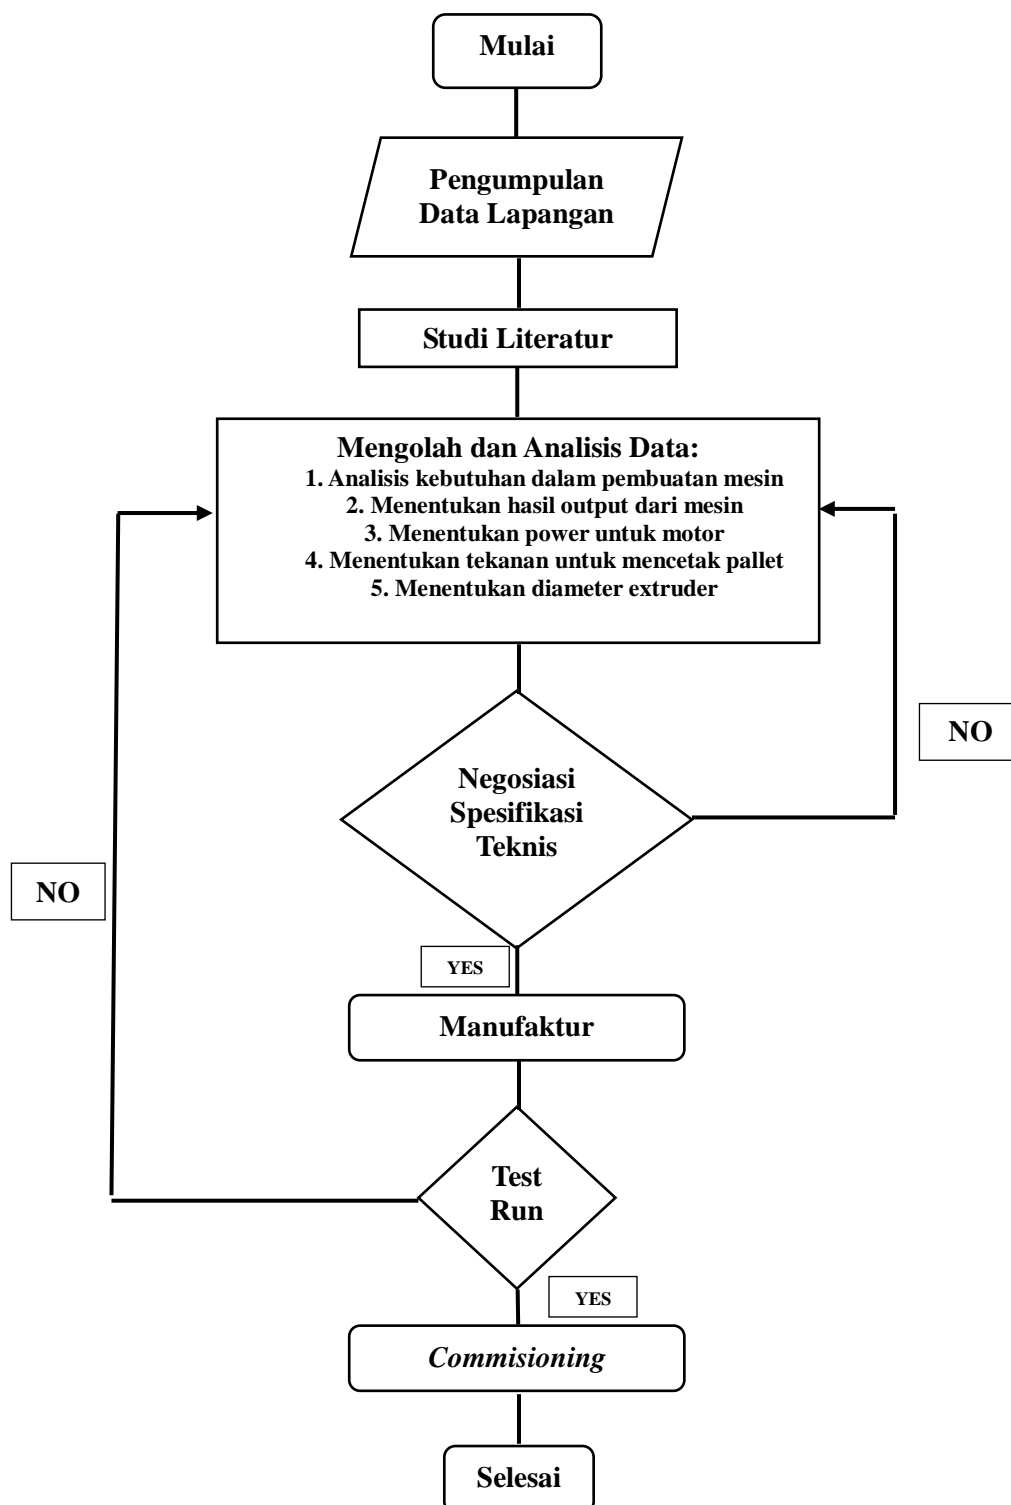 Mulai
Pengumpulan
Data Lapangan
Studi Literatur
Mengolah dan Analisis Data:
1. Analisis kebutuhan dalam pembuatan mesin
2. Menentukan hasil output dari mesin
3. Menentukan power untuk motor
4. Menentukan tekanan untuk mencetak pallet
5. Menentukan diameter extruder
Negosiasi
Spesifikasi
Teknis
NO
NO
YES
Manufaktur
Test
Run
YES
Commisioning
Selesai